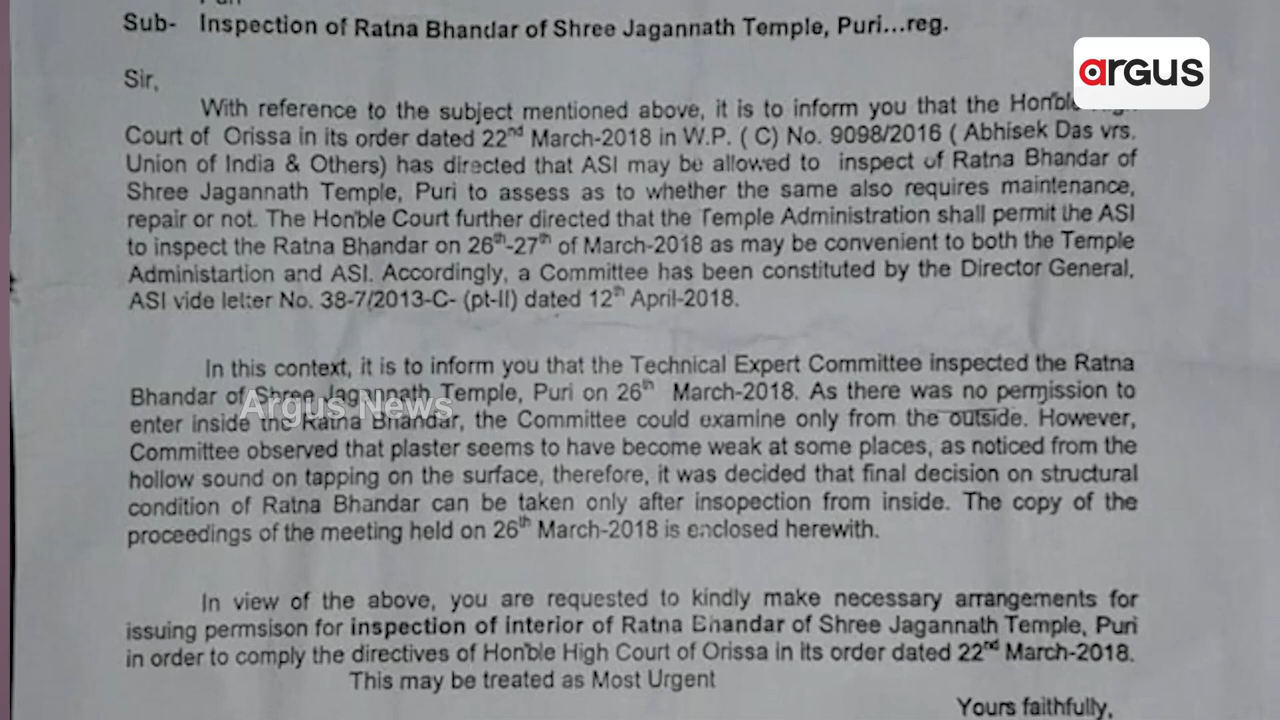 Sub- Inspection of Ratna Bhandar of Shree Jagannath Temple, Puri...reg.
argus
Sir,
With reference to the subject mentioned above, it is to inform you that the Hon'ble
Court of Orissa in its order dated 22nd March-2018 in W.P. ( C) No. 9098/2016 ( Abhisek Das vrs.
Union of India & Others) has directed that ASI may be allowed to inspect of Ratna Bhandar of
Shree Jagannath Temple, Puri to assess as to whether the same also requires maintenance,
repair or not. The Hon'ble Court further directed that the Temple Administration shall permit the ASI
to inspect the Ratna Bhandar on 26th-27th of March-2018 as may be convenient to both the Temple
Administartion and ASI. Accordingly, a Committee has been constituted by the Director General,
ASI vide letter No. 38-7/2013-C- (pt-II) dated 12th April-2018.
In this context, it is to inform you that the Technical Expert Committee inspected the Ratna
Bhandar of Shree Jagannath Temple, Puri on 26th March-2018. As there was no permission to
Argus News
enter inside the Ratna Bhandar, the Committee could examine only from the outside. However,
Committee observed that plaster seems to have become weak at some places, as noticed from the
hollow sound on tapping on the surface, therefore, it was decided that final decision on structural
condition of Ratna Bhandar can be taken only after insopection from inside. The copy of the
proceedings of the meeting held on 26th March-2018 is enclosed herewith.
In view of the above, you are requested to kindly make necessary arrangements for
issuing permsison for inspection of interior of Ratna Bhandar of Shree Jagannath Temple, Puri
in order to comply the directives of Hon'ble High Court of Orissa in its order dated 22nd March-2018.
This may be treated as Most Urgent
Yours faithfully,